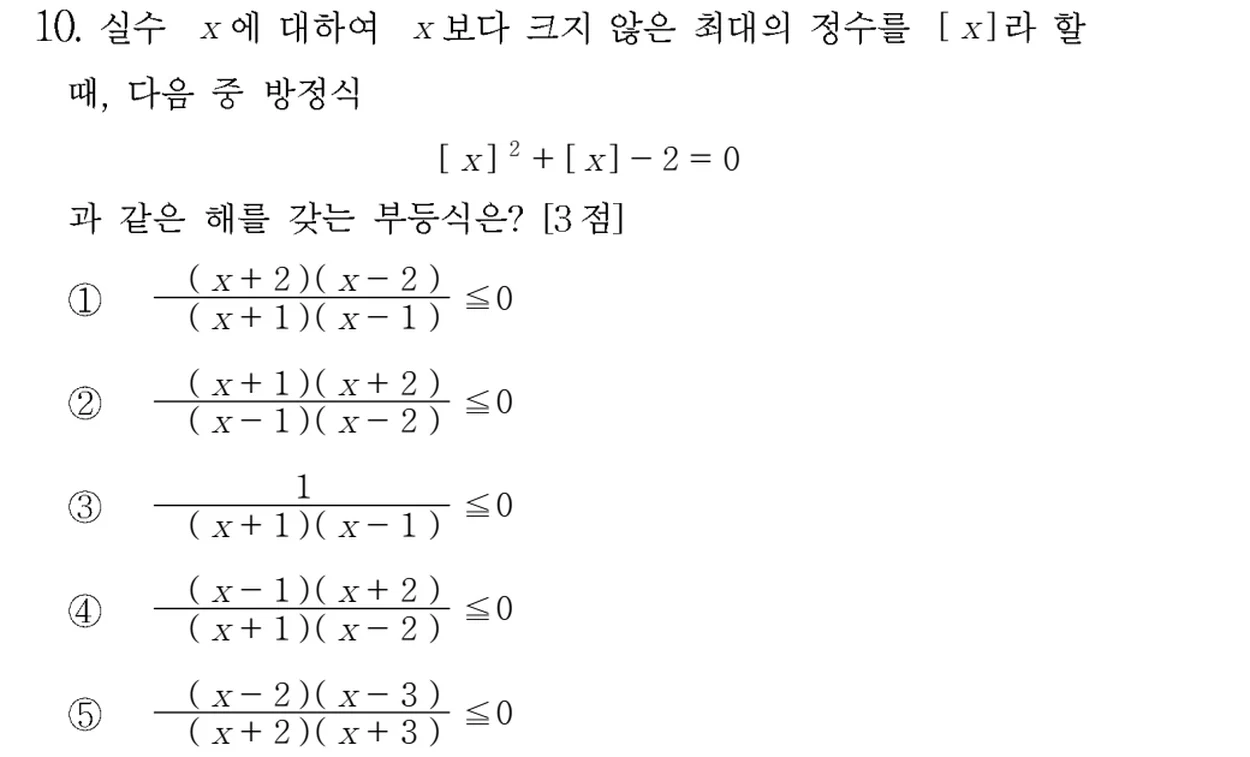 10. 실수 x에 대하여 x보다 크지 않은 최대의 정수를 [x]라 할
때, 다음 중 방정식
[x]² + [x] − 2 = 0
과 같은 해를 갖는 부등식은? [3점]
① (x+2)(x−2) / (x+1)(x−1) ≦ 0
② (x+1)(x+2) / (x−1)(x−2) ≦ 0
③ 1 / (x+1)(x−1) ≦ 0
④ (x−1)(x+2) / (x+1)(x−2) ≦ 0
⑤ (x−2)(x−3) / (x+2)(x+3) ≦ 0